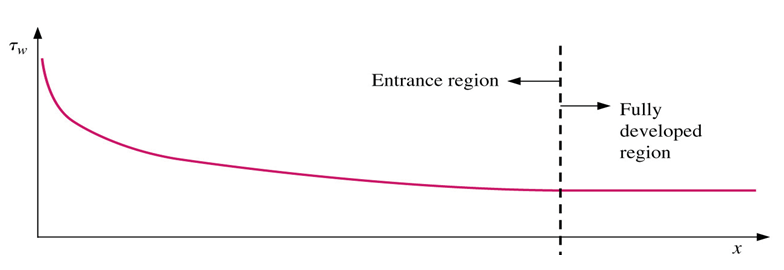 τw
Entrance region
Fully
developed
region
x